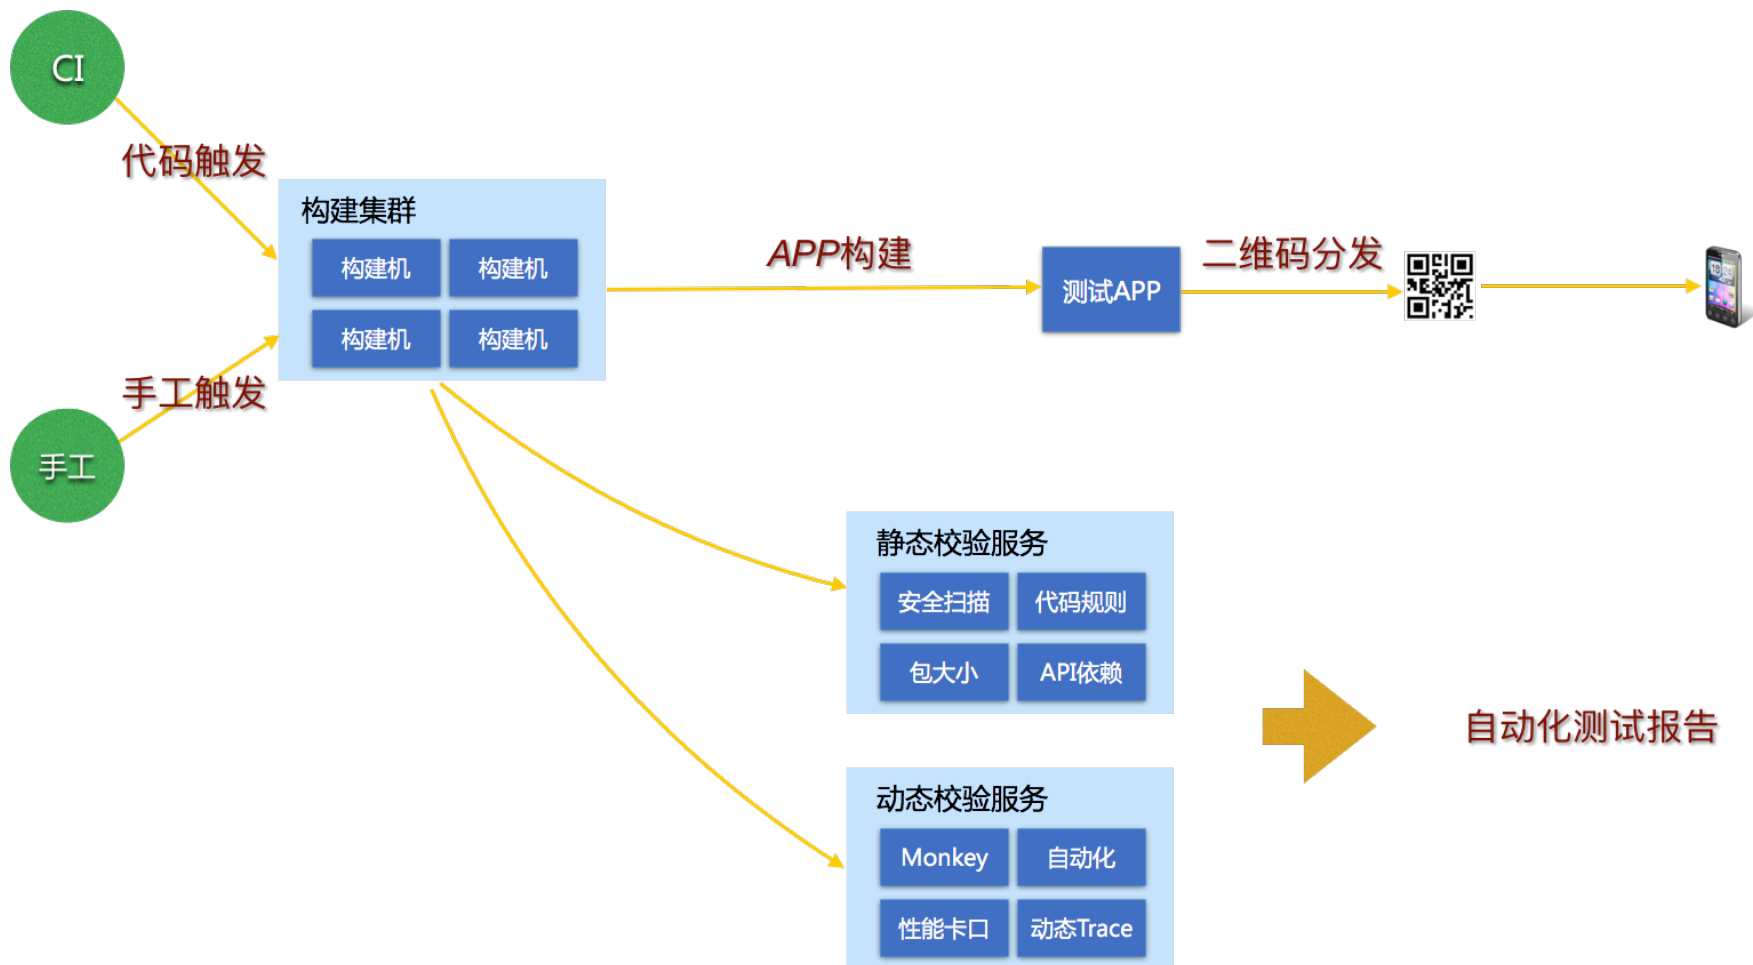 CI
代码触发
构建集群
构建机 构建机
构建机 构建机
手工触发
手工
APP构建
测试APP
二维码分发
静态校验服务
安全扫描 代码规则
包大小 API依赖
动态校验服务
Monkey 自动化
性能卡口 动态Trace
自动化测试报告